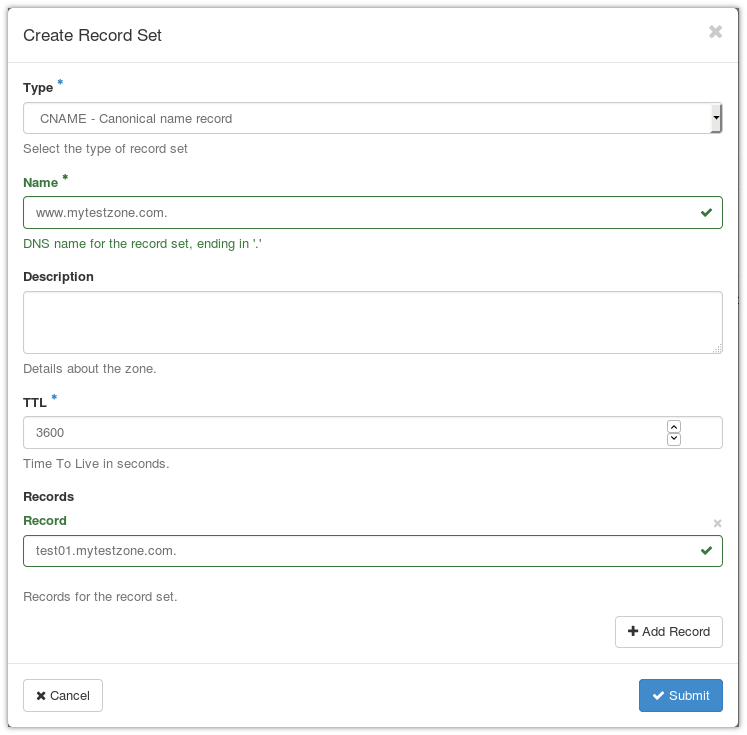 Create Record Set
Type *
CNAME - Canonical name record
Select the type of record set
Name *
www.mytestzone.com.
DNS name for the record set, ending in '.'
Description
Details about the zone.
TTL *
3600
Time To Live in seconds.
Records
Record
test01.mytestzone.com.
Records for the record set.
Add Record
Cancel
Submit